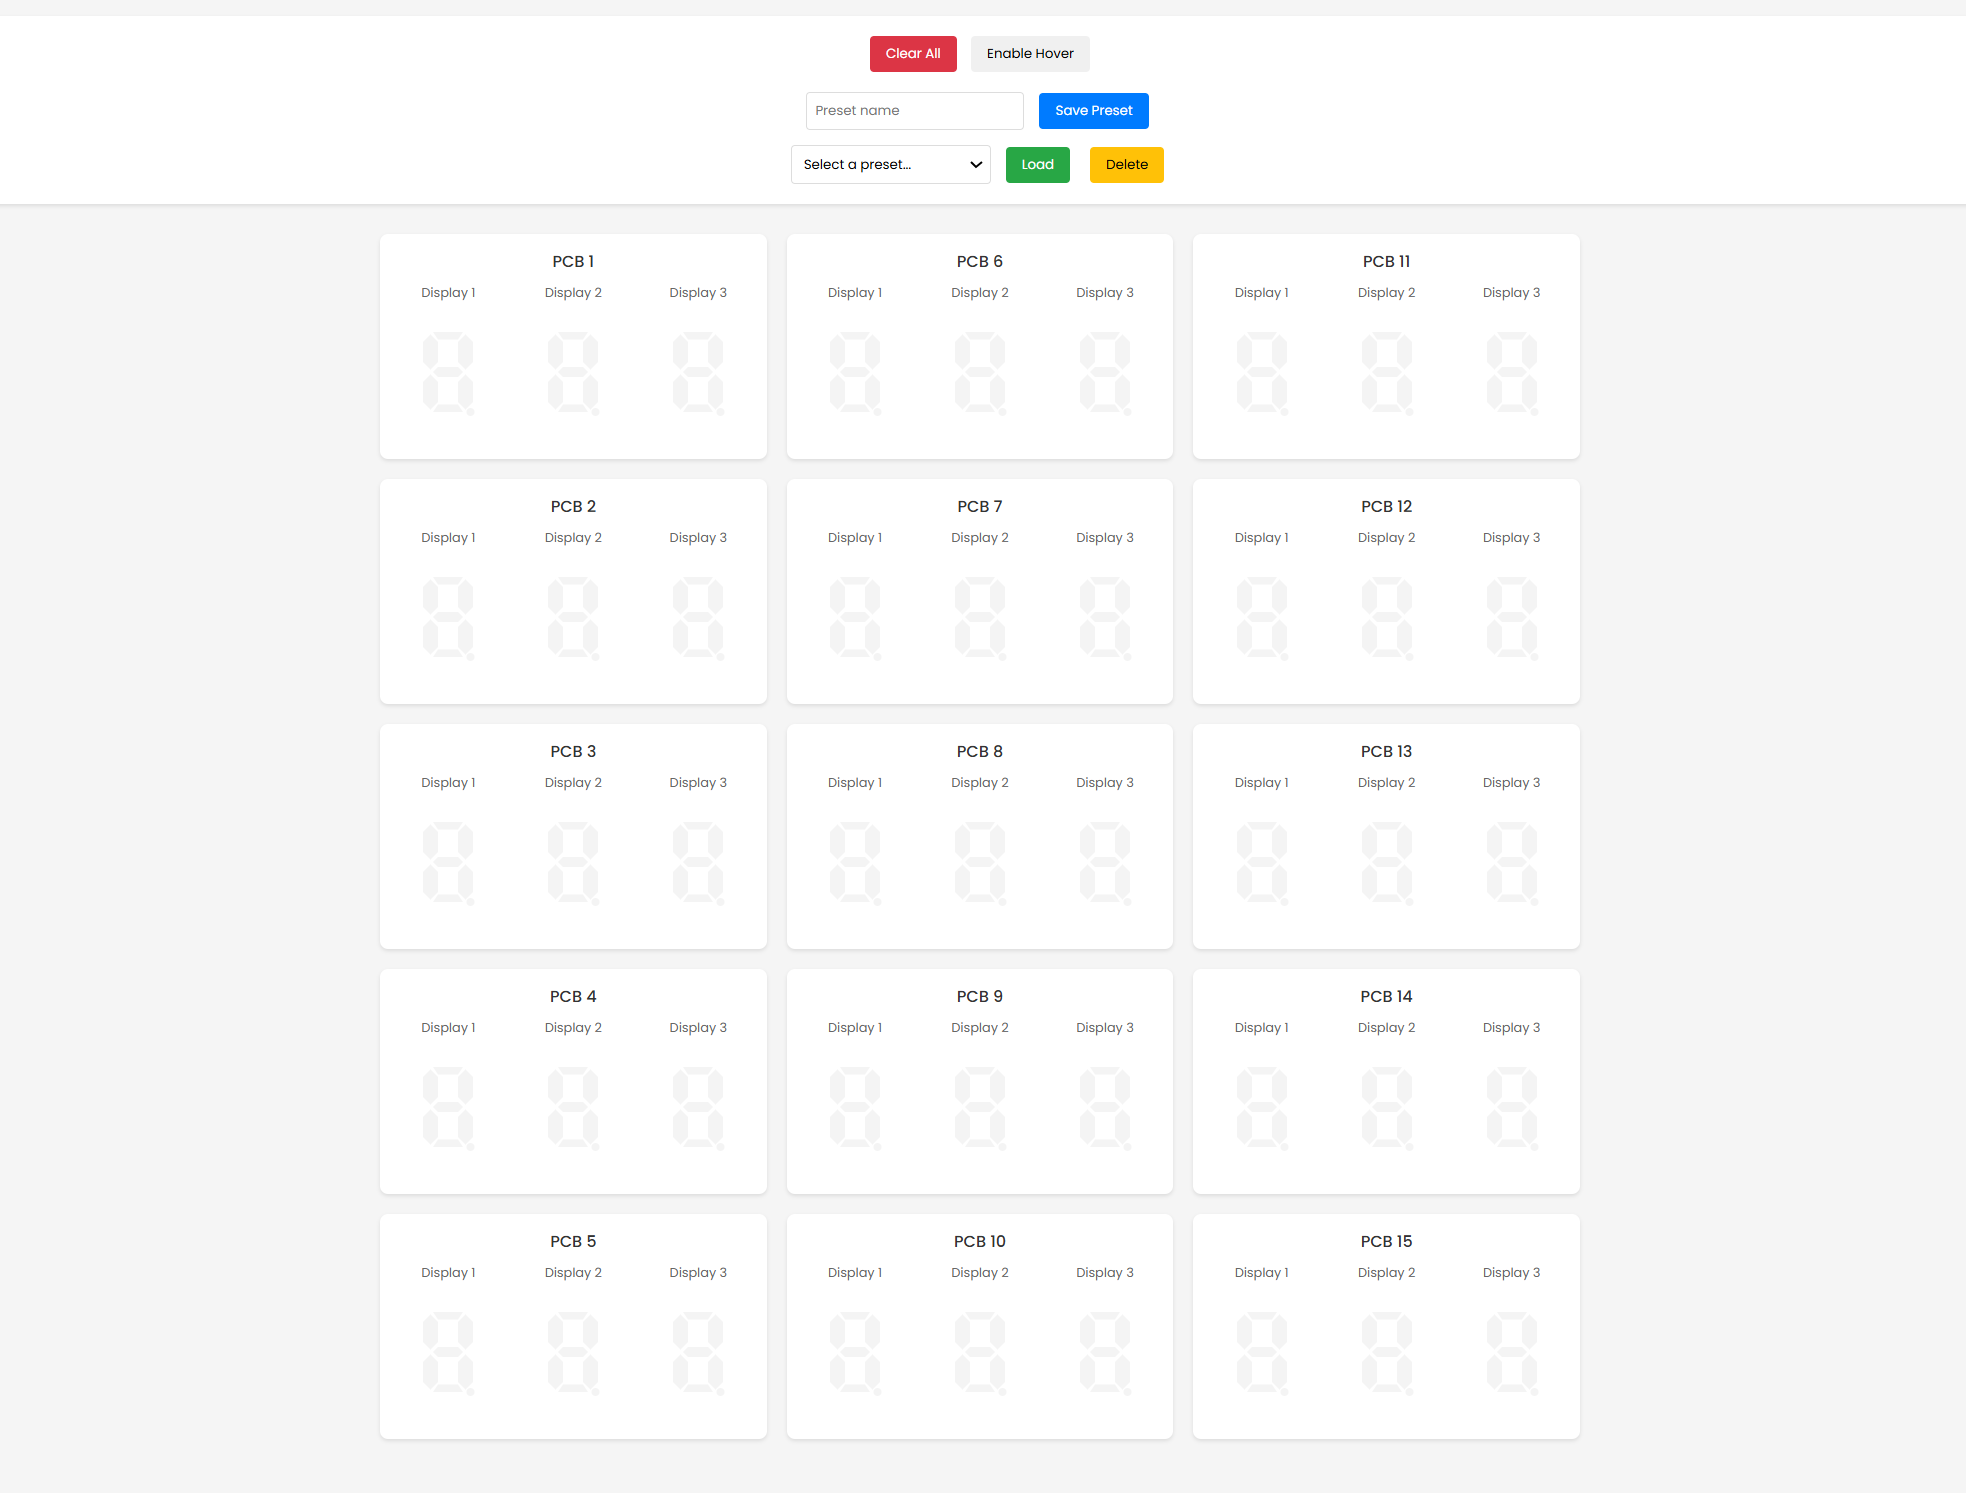 Clear All Enable Hover
Preset name Save Preset
Select a preset... Load Delete
PCB 1 PCB 6 PCB 11
Display 1 Display 2 Display 3 Display 1 Display 2 Display 3 Display 1 Display 2 Display 3
PCB 2 PCB 7 PCB 12
Display 1 Display 2 Display 3 Display 1 Display 2 Display 3 Display 1 Display 2 Display 3
PCB 3 PCB 8 PCB 13
Display 1 Display 2 Display 3 Display 1 Display 2 Display 3 Display 1 Display 2 Display 3
PCB 4 PCB 9 PCB 14
Display 1 Display 2 Display 3 Display 1 Display 2 Display 3 Display 1 Display 2 Display 3
PCB 5 PCB 10 PCB 15
Display 1 Display 2 Display 3 Display 1 Display 2 Display 3 Display 1 Display 2 Display 3